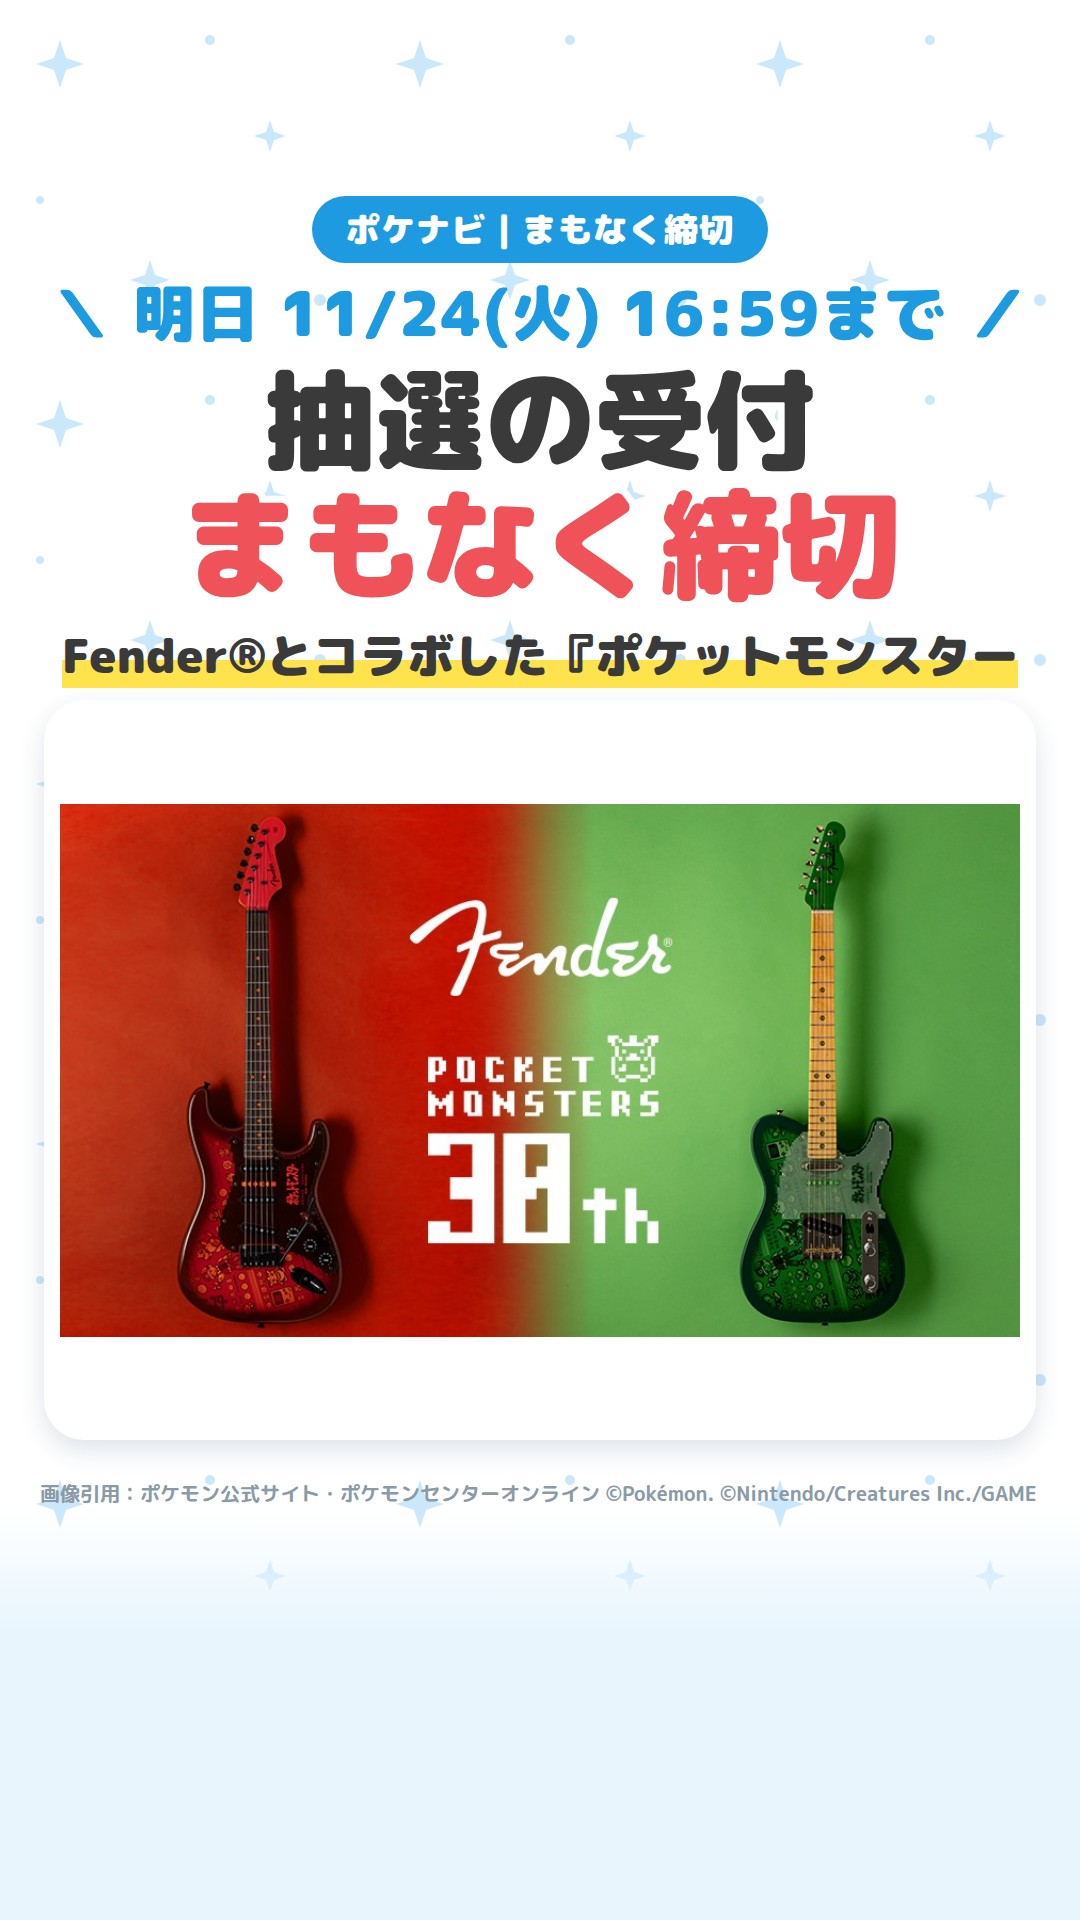 ポケナビ | まもなく締切
\ 明日 11/24(火) 16:59まで /
抽選の受付
まもなく締切
Fender®とコラボした『ポケットモンスター
Fender®
POCKET
MONSTERS
30th
画像引用：ポケモン公式サイト・ポケモンセンターオンライン ©Pokémon. ©Nintendo/Creatures Inc./GAME